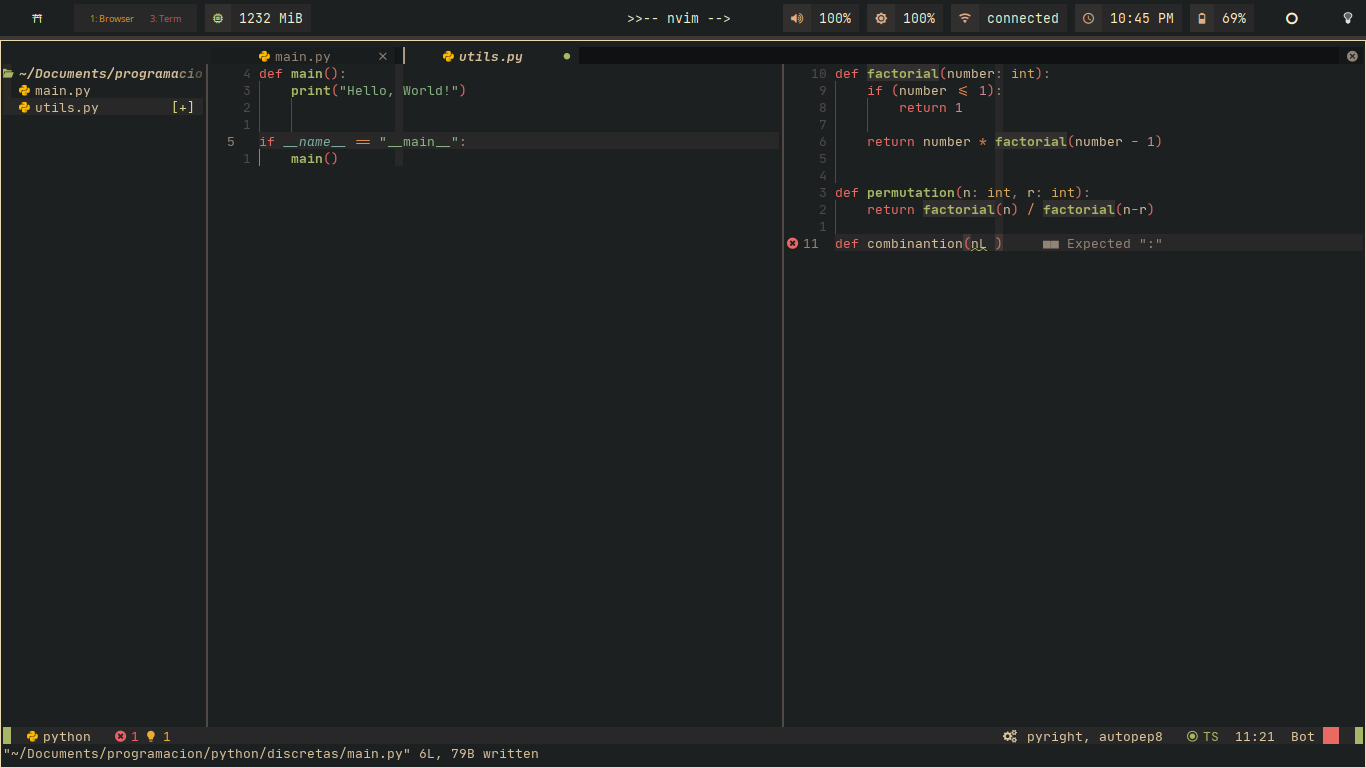 1: Browser 3: Term 1232 MiB >>-- nvim --> 100% 100% connected 10:45 PM 69%
main.py utils.py
~/Documents/programacio
main.py
utils.py [+]
4 def main():
3 print("Hello, World!")
2
1
5 if __name__ == "__main__":
1 main()
10 def factorial(number: int):
9 if (number <= 1):
8 return 1
7
6 return number * factorial(number - 1)
5
4
3 def permutation(n: int, r: int):
2 return factorial(n) / factorial(n-r)
1
11 def combinantion(nL ) ■■ Expected ":"
python 1 1 pyright, autopep8 TS 11:21 Bot
"~/Documents/programacion/python/discretas/main.py" 6L, 79B written